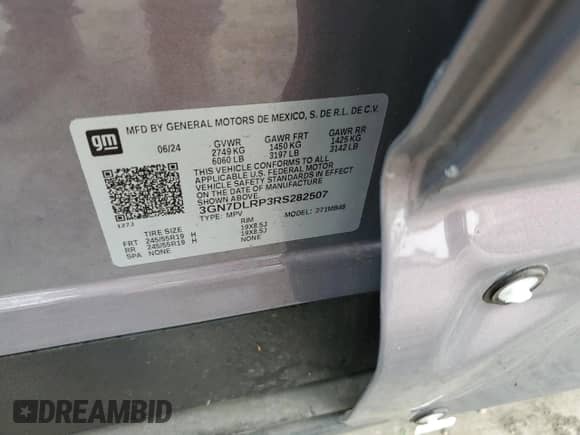 gm
MFD BY GENERAL MOTORS DE MEXICO, S. DE R.L. DE C.V.
06/24 GVWR GAWR FRT GAWR RR
2749 KG 1450 KG 1425 KG
6060 LB 3197 LB 3142 LB
THIS VEHICLE CONFORMS TO ALL
APPLICABLE U.S. FEDERAL MOTOR
VEHICLE SAFETY STANDARDS IN EFFECT
ON THE DATE OF MANUFACTURE
3GN7DLRP3RS282507
TYPE: MPV MODEL: 271MB48
1273
TIRE SIZE RIM
FRT 245/55R19 H 19X8.5J
RR 245/55R19 H 19X8.5J
SPA NONE NONE
DREAMBID